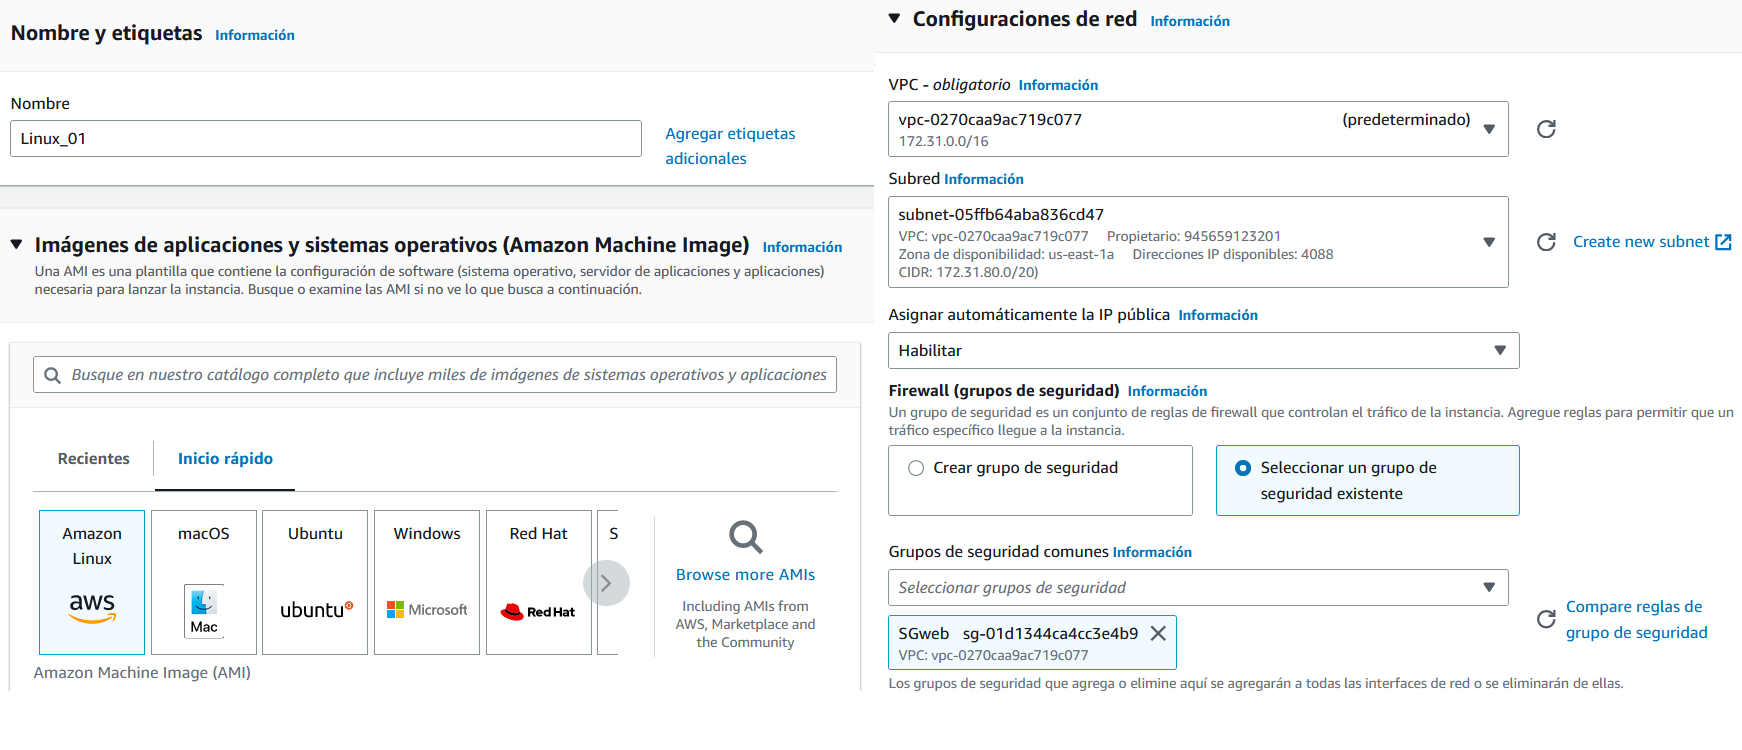 Nombre y etiquetas Información
Nombre
Linux_01
Agregar etiquetas
adicionales
Imágenes de aplicaciones y sistemas operativos (Amazon Machine Image) Información
Una AMI es una plantilla que contiene la configuración de software (sistema operativo, servidor de aplicaciones y aplicaciones)
necesaria para lanzar la instancia. Busque o examine las AMI si no ve lo que busca a continuación.
Busque en nuestro catálogo completo que incluye miles de imágenes de sistemas operativos y aplicaciones
Recientes
Inicio rápido
Amazon
Linux
aws
macOS
Mac
Ubuntu
ubuntu
Windows
Microsoft
Red Hat
Red Hat
S
Browse more AMIs
Including AMIs from
AWS, Marketplace and
the Community
Amazon Machine Image (AMI)
Configuraciones de red Información
VPC - obligatorio Información
vpc-0270caa9ac719c077 (predeterminado)
172.31.0.0/16
Subred Información
subnet-05ffb64aba836cd47
VPC: vpc-0270caa9ac719c077 Propietario: 945659123201
Zona de disponibilidad: us-east-1a Direcciones IP disponibles: 4088
CIDR: 172.31.80.0/20)
Create new subnet
Asignar automáticamente la IP pública Información
Habilitar
Firewall (grupos de seguridad) Información
Un grupo de seguridad es un conjunto de reglas de firewall que controlan el tráfico de la instancia. Agregue reglas para permitir que un
tráfico específico llegue a la instancia.
Crear grupo de seguridad
Seleccionar un grupo de
seguridad existente
Grupos de seguridad comunes Información
Seleccionar grupos de seguridad
Compare reglas de
grupo de seguridad
SGweb sg-01d1344ca4cc3e4b9
VPC: vpc-0270caa9ac719c077
Los grupos de seguridad que agrega o elimine aquí se agregarán a todas las interfaces de red o se eliminarán de ellas.